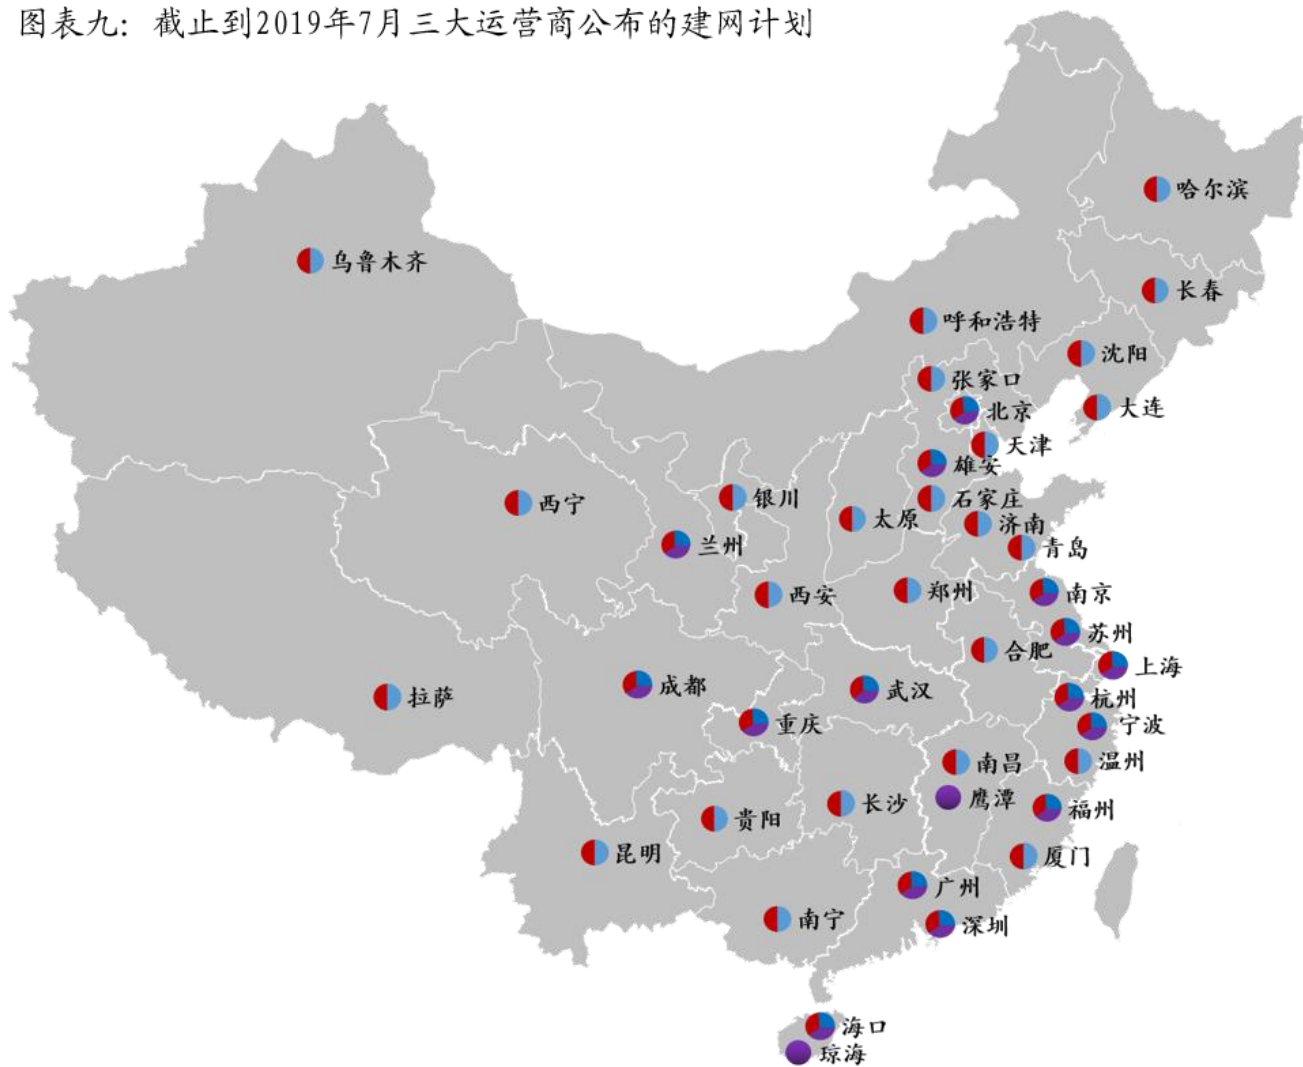 图表九：截止到2019年7月三大运营商公布的建网计划
哈尔滨
乌鲁木齐
长春
呼和浩特
沈阳
张家口
大连
北京
天津
雄安
石家庄
银川
西宁
太原
济南
兰州
青岛
郑州
西安
南京
苏州
合肥
上海
成都
武汉
拉萨
杭州
重庆
宁波
温州
南昌
鹰潭
长沙
福州
贵阳
昆明
厦门
广州
南宁
深圳
海口
琼海